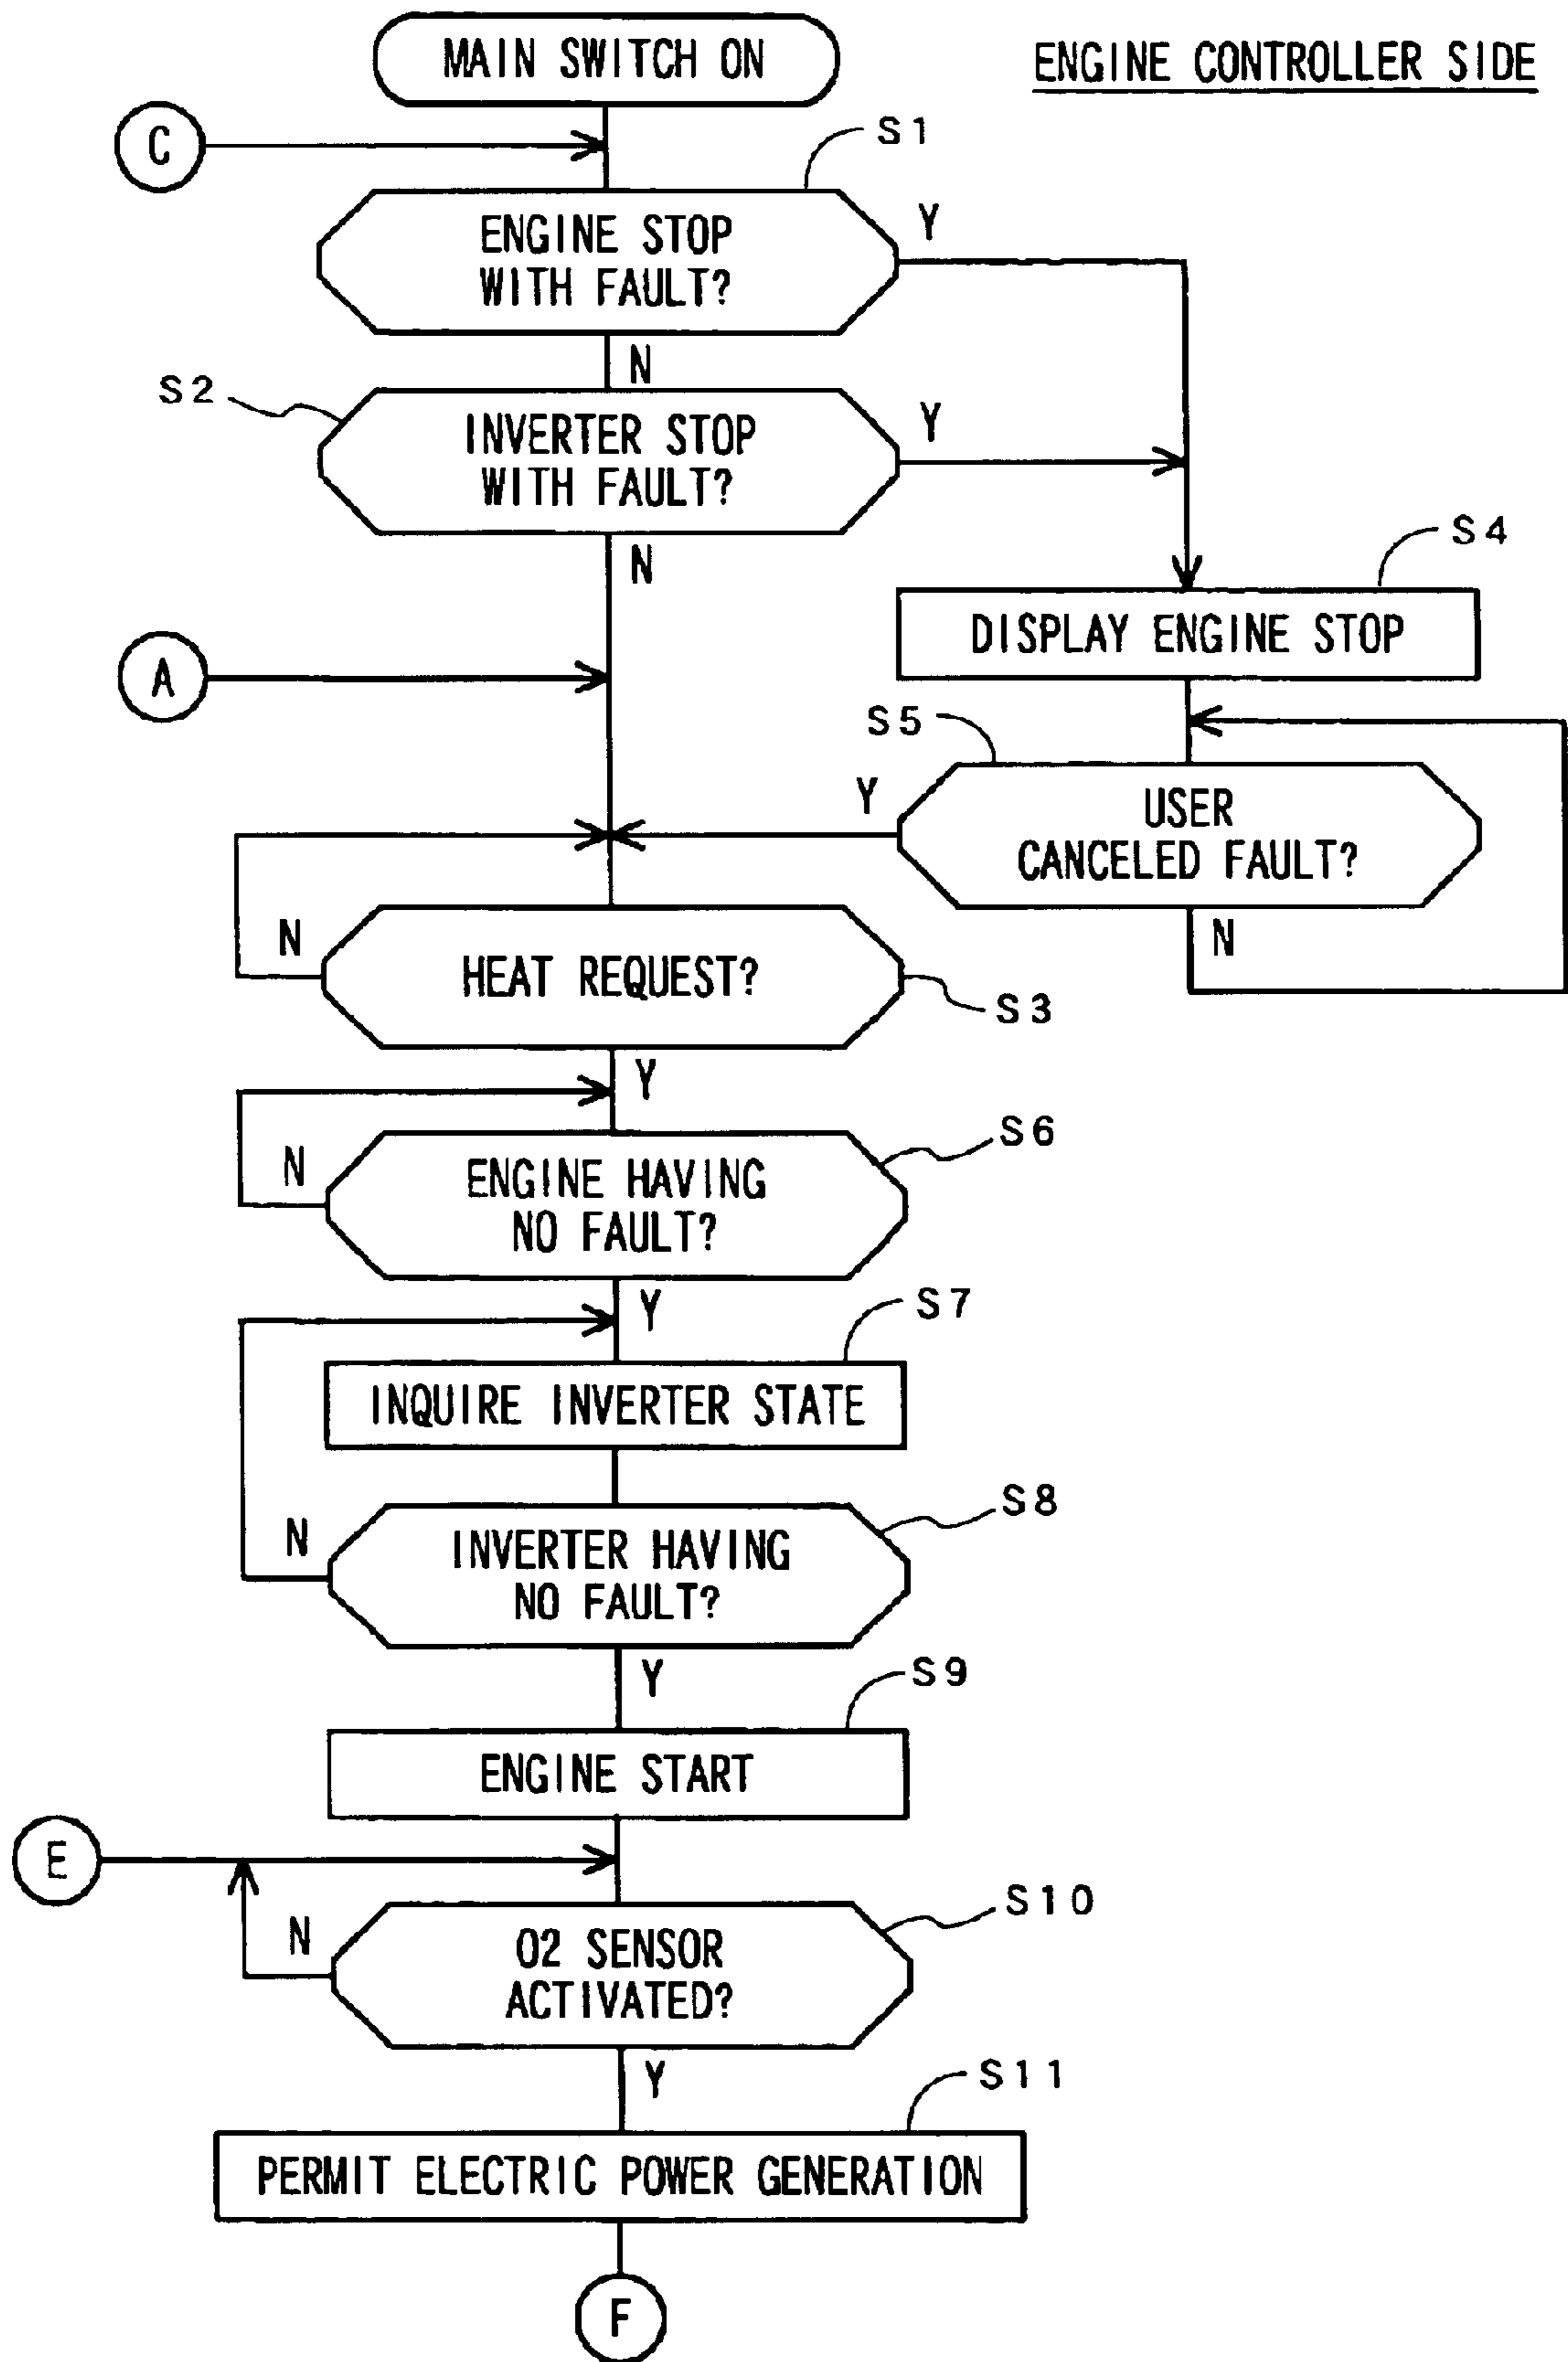 MAIN SWITCH ON
ENGINE CONTROLLER SIDE
C
S1
ENGINE STOP
WITH FAULT?
Y
N
S2
INVERTER STOP
WITH FAULT?
Y
N
S4
DISPLAY ENGINE STOP
A
S5
USER
CANCELED FAULT?
Y
N
HEAT REQUEST?
N
S3
Y
S6
ENGINE HAVING
NO FAULT?
N
Y
S7
INQUIRE INVERTER STATE
S8
INVERTER HAVING
NO FAULT?
N
Y
S9
ENGINE START
E
S10
O2 SENSOR
ACTIVATED?
N
Y
S11
PERMIT ELECTRIC POWER GENERATION
F